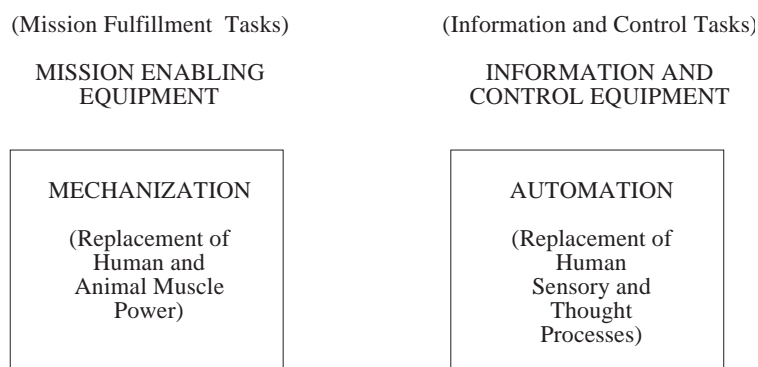 (Mission Fulfillment Tasks)
MISSION ENABLING
EQUIPMENT
MECHANIZATION
(Replacement of
Human and
Animal Muscle
Power)
(Information and Control Tasks)
INFORMATION AND
CONTROL EQUIPMENT
AUTOMATION
(Replacement of
Human
Sensory and
Thought
Processes)